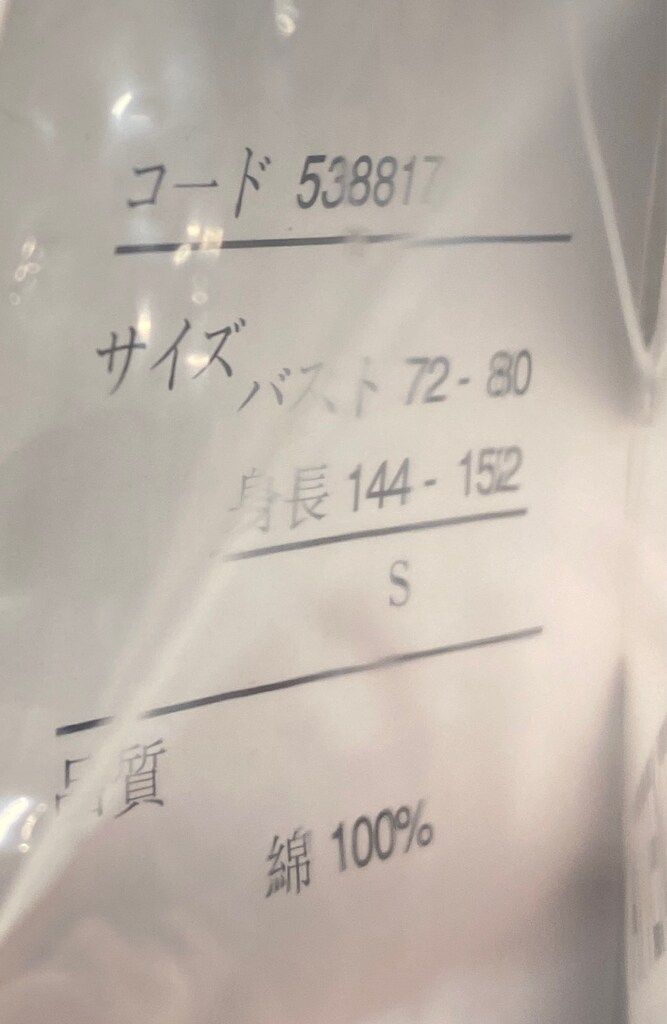 コード 538817
サイズ
バスト 72 - 80
身長 144 - 152
S
品質
綿 100%